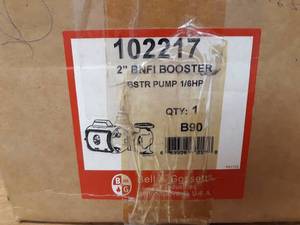 102217
2" BNFI BOOSTER
BSTR PUMP 1/6HP
QTY: 1
B90
B G
Bell & Gossett
U.S.A.